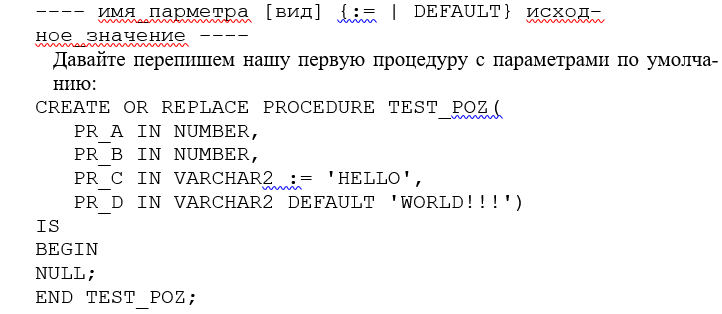 ---- имя_парметра [вид] {:= | DEFAULT} исход-
ное_значение ----
Давайте перепишем нашу первую процедуру с параметрами по умолча-
нию:
CREATE OR REPLACE PROCEDURE TEST_POZ(
PR_A IN NUMBER,
PR_B IN NUMBER,
PR_C IN VARCHAR2 := 'HELLO',
PR_D IN VARCHAR2 DEFAULT 'WORLD!!!')
IS
BEGIN
NULL;
END TEST_POZ;